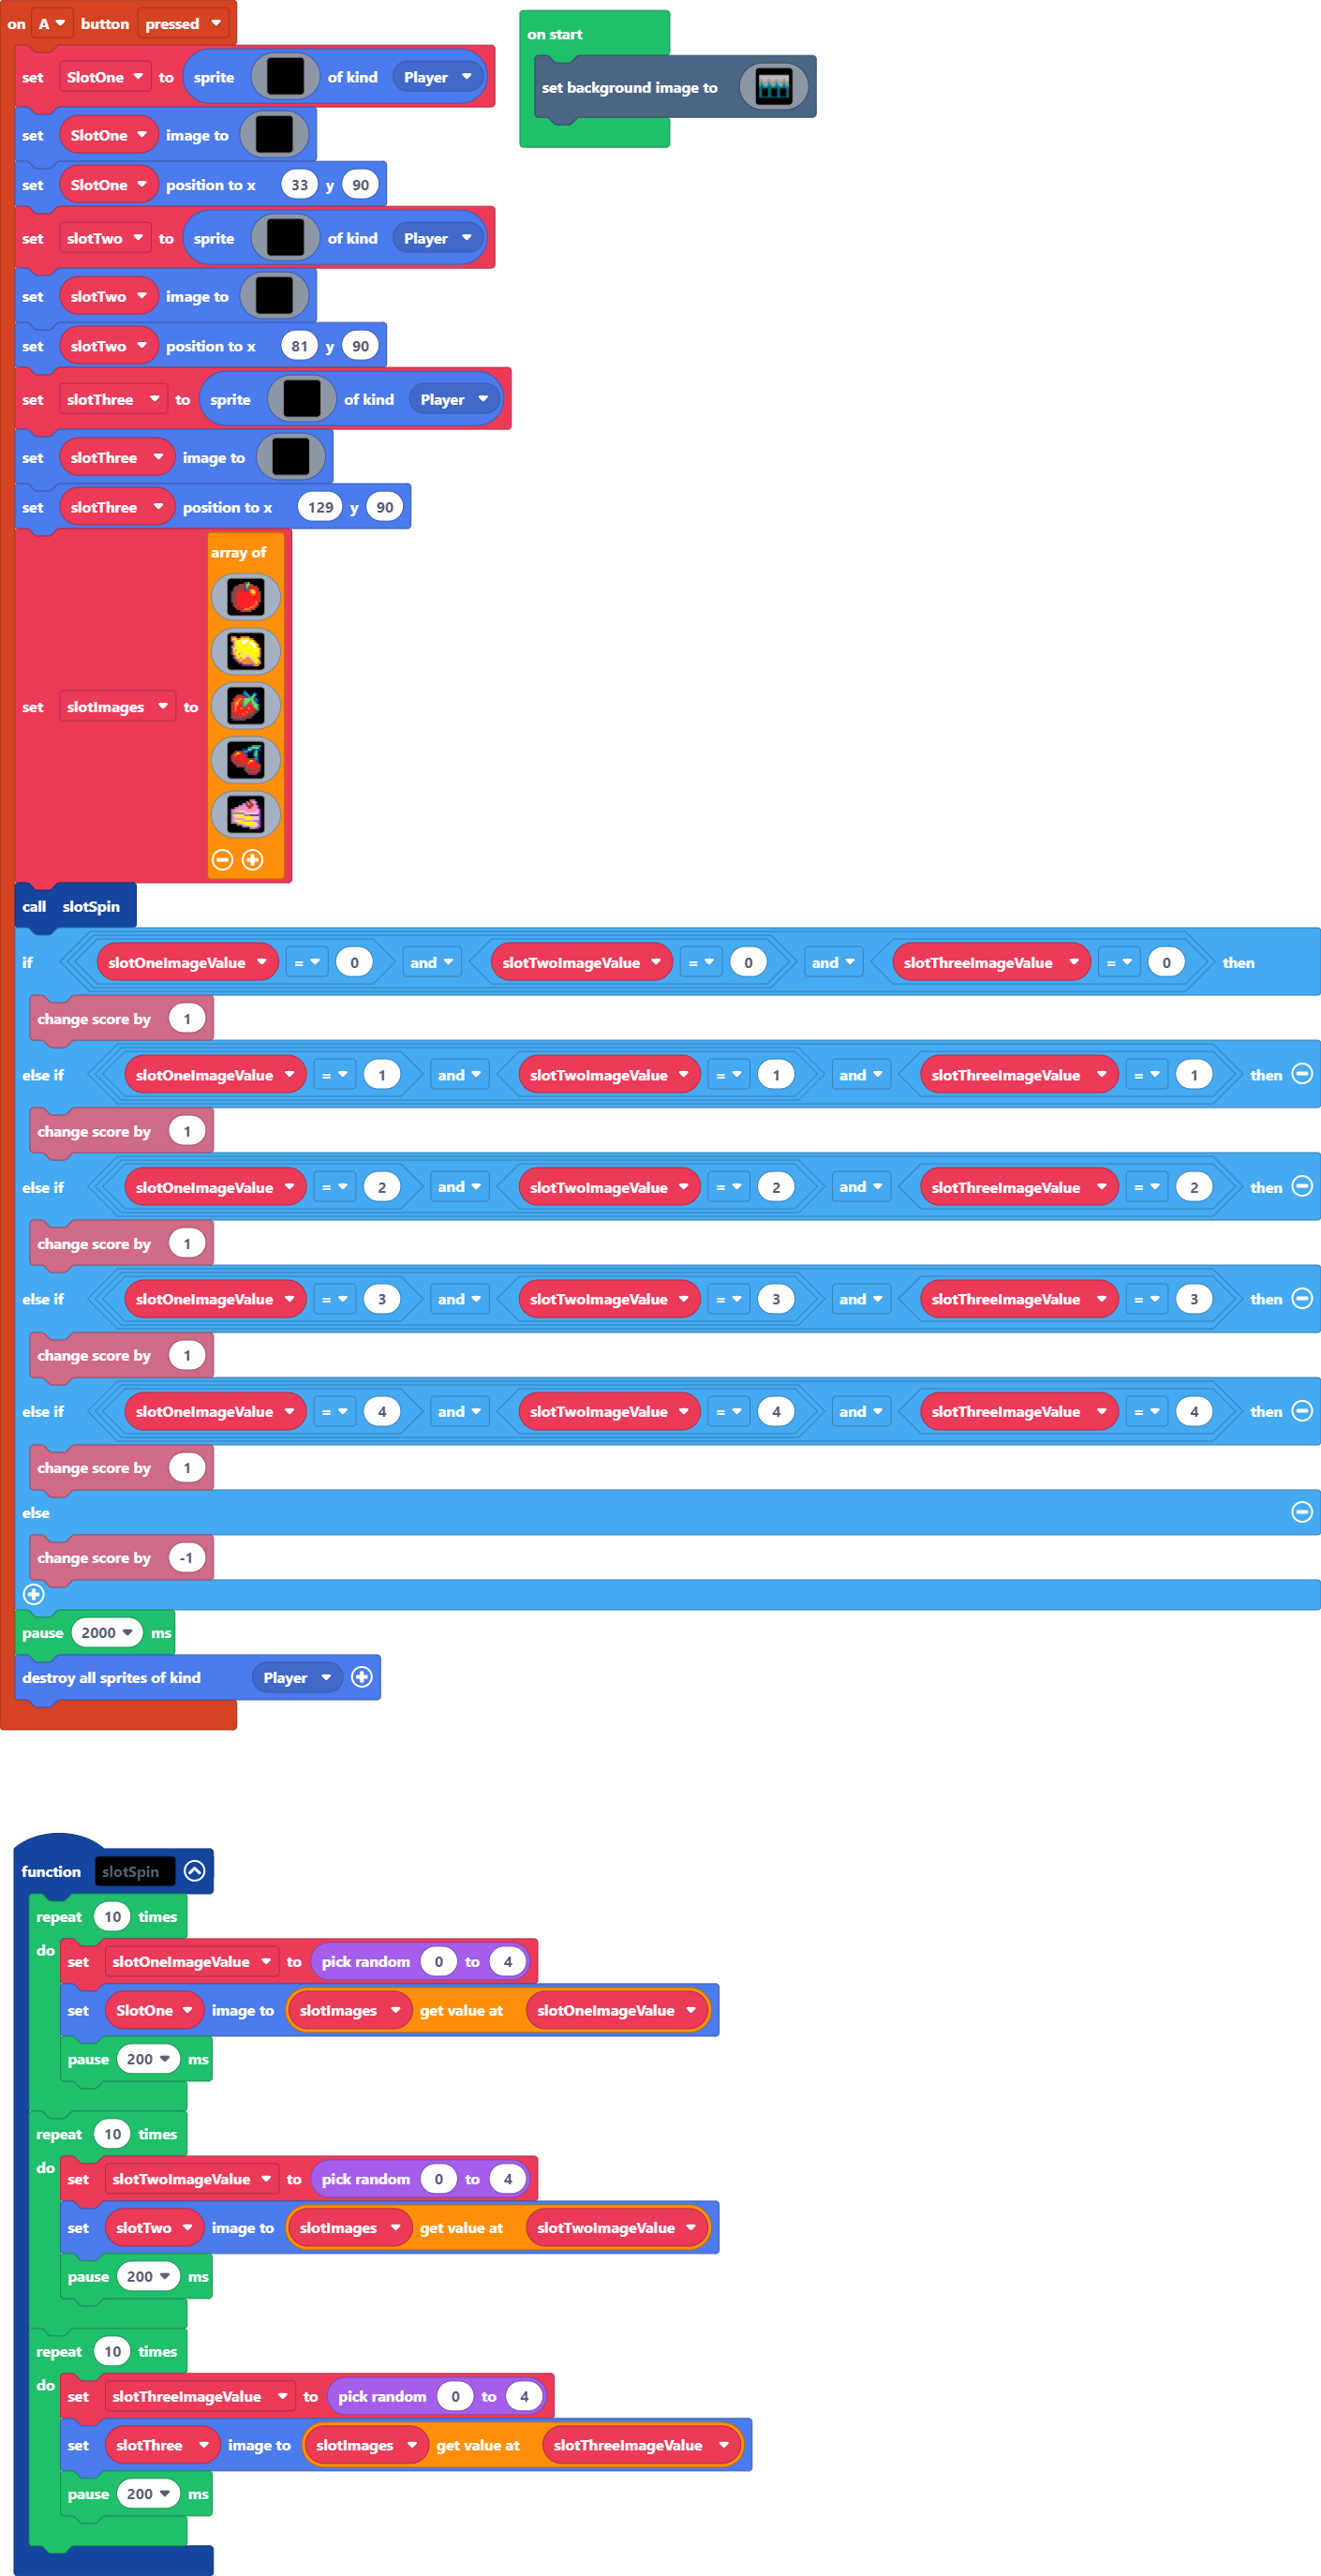 on A button pressed
set SlotOne to sprite of kind Player
set SlotOne image to
set SlotOne position to x 33 y 90
set slotTwo to sprite of kind Player
set slotTwo image to
set slotTwo position to x 81 y 90
set slotThree to sprite of kind Player
set slotThree image to
set slotThree position to x 129 y 90
array of
set slotImages to
call slotSpin
if slotOneImageValue = 0 and slotTwoImageValue = 0 and slotThreeImageValue = 0 then
change score by 1
else if slotOneImageValue = 1 and slotTwoImageValue = 1 and slotThreeImageValue = 1 then
change score by 1
else if slotOneImageValue = 2 and slotTwoImageValue = 2 and slotThreeImageValue = 2 then
change score by 1
else if slotOneImageValue = 3 and slotTwoImageValue = 3 and slotThreeImageValue = 3 then
change score by 1
else if slotOneImageValue = 4 and slotTwoImageValue = 4 and slotThreeImageValue = 4 then
change score by 1
else
change score by -1
pause 2000 ms
destroy all sprites of kind Player
on start
set background image to
function slotSpin
repeat 10 times
do
set slotOneImageValue to pick random 0 to 4
set SlotOne image to slotImages get value at slotOneImageValue
pause 200 ms
repeat 10 times
do
set slotTwoImageValue to pick random 0 to 4
set slotTwo image to slotImages get value at slotTwoImageValue
pause 200 ms
repeat 10 times
do
set slotThreeImageValue to pick random 0 to 4
set slotThree image to slotImages get value at slotThreeImageValue
pause 200 ms